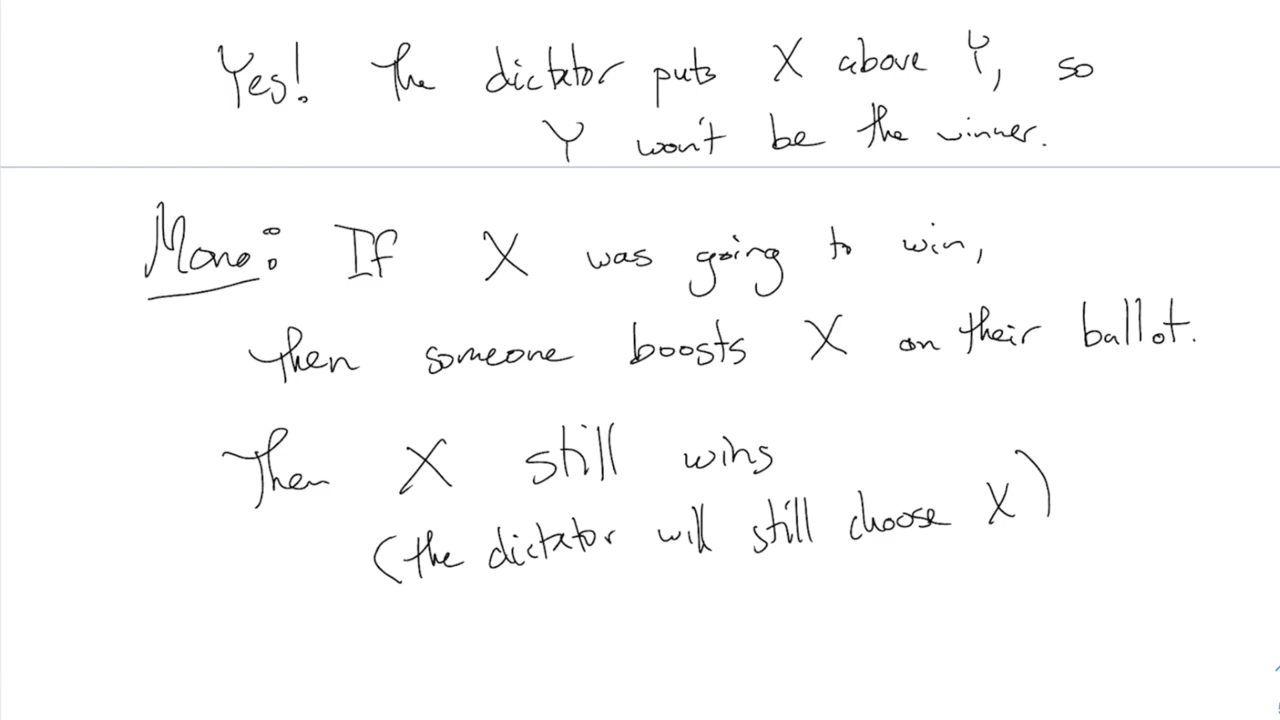 Yes! The dictator puts X above Y, so
Y won't be the winner.
Mono: If X was going to win,
then someone boosts X on their ballot.
Then X still wins
(the dictator will still choose X)